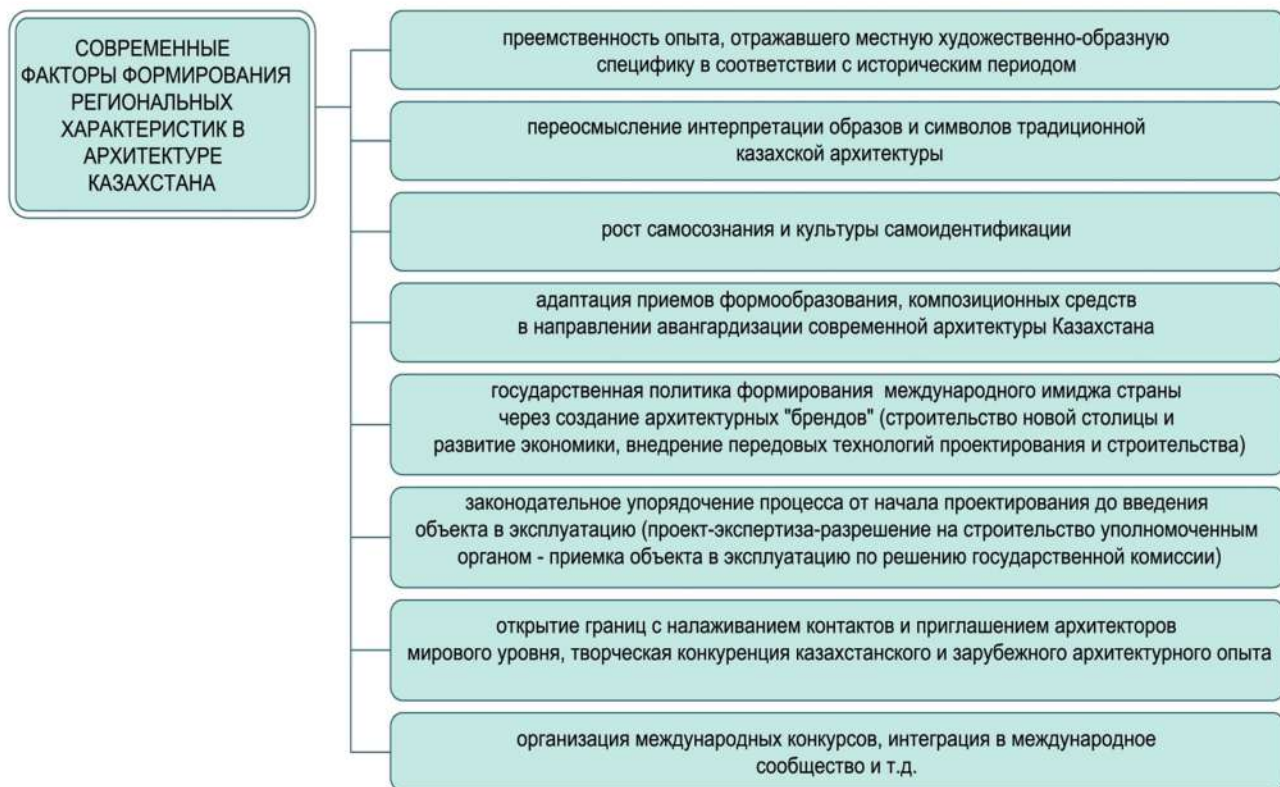 СОВРЕМЕННЫЕ
ФАКТОРЫ ФОРМИРОВАНИЯ
РЕГИОНАЛЬНЫХ
ХАРАКТЕРИСТИК В
АРХИТЕКТУРЕ
КАЗАХСТАНА
преемственность опыта, отражавшего местную художественно-образную
специфику в соответствии с историческим периодом
переосмысление интерпретации образов и символов традиционной
казахской архитектуры
рост самосознания и культуры самоидентификации
адаптация приемов формообразования, композиционных средств
в направлении авангардизации современной архитектуры Казахстана
государственная политика формирования международного имиджа страны
через создание архитектурных "брендов" (строительство новой столицы и
развитие экономики, внедрение передовых технологий проектирования и строительства)
законодательное упорядочение процесса от начала проектирования до введения
объекта в эксплуатацию (проект-экспертиза-разрешение на строительство уполномоченным
органом - приемка объекта в эксплуатацию по решению государственной комиссии)
открытие границ с налаживанием контактов и приглашением архитекторов
мирового уровня, творческая конкуренция казахстанского и зарубежного архитектурного опыта
организация международных конкурсов, интеграция в международное
сообщество и т.д.